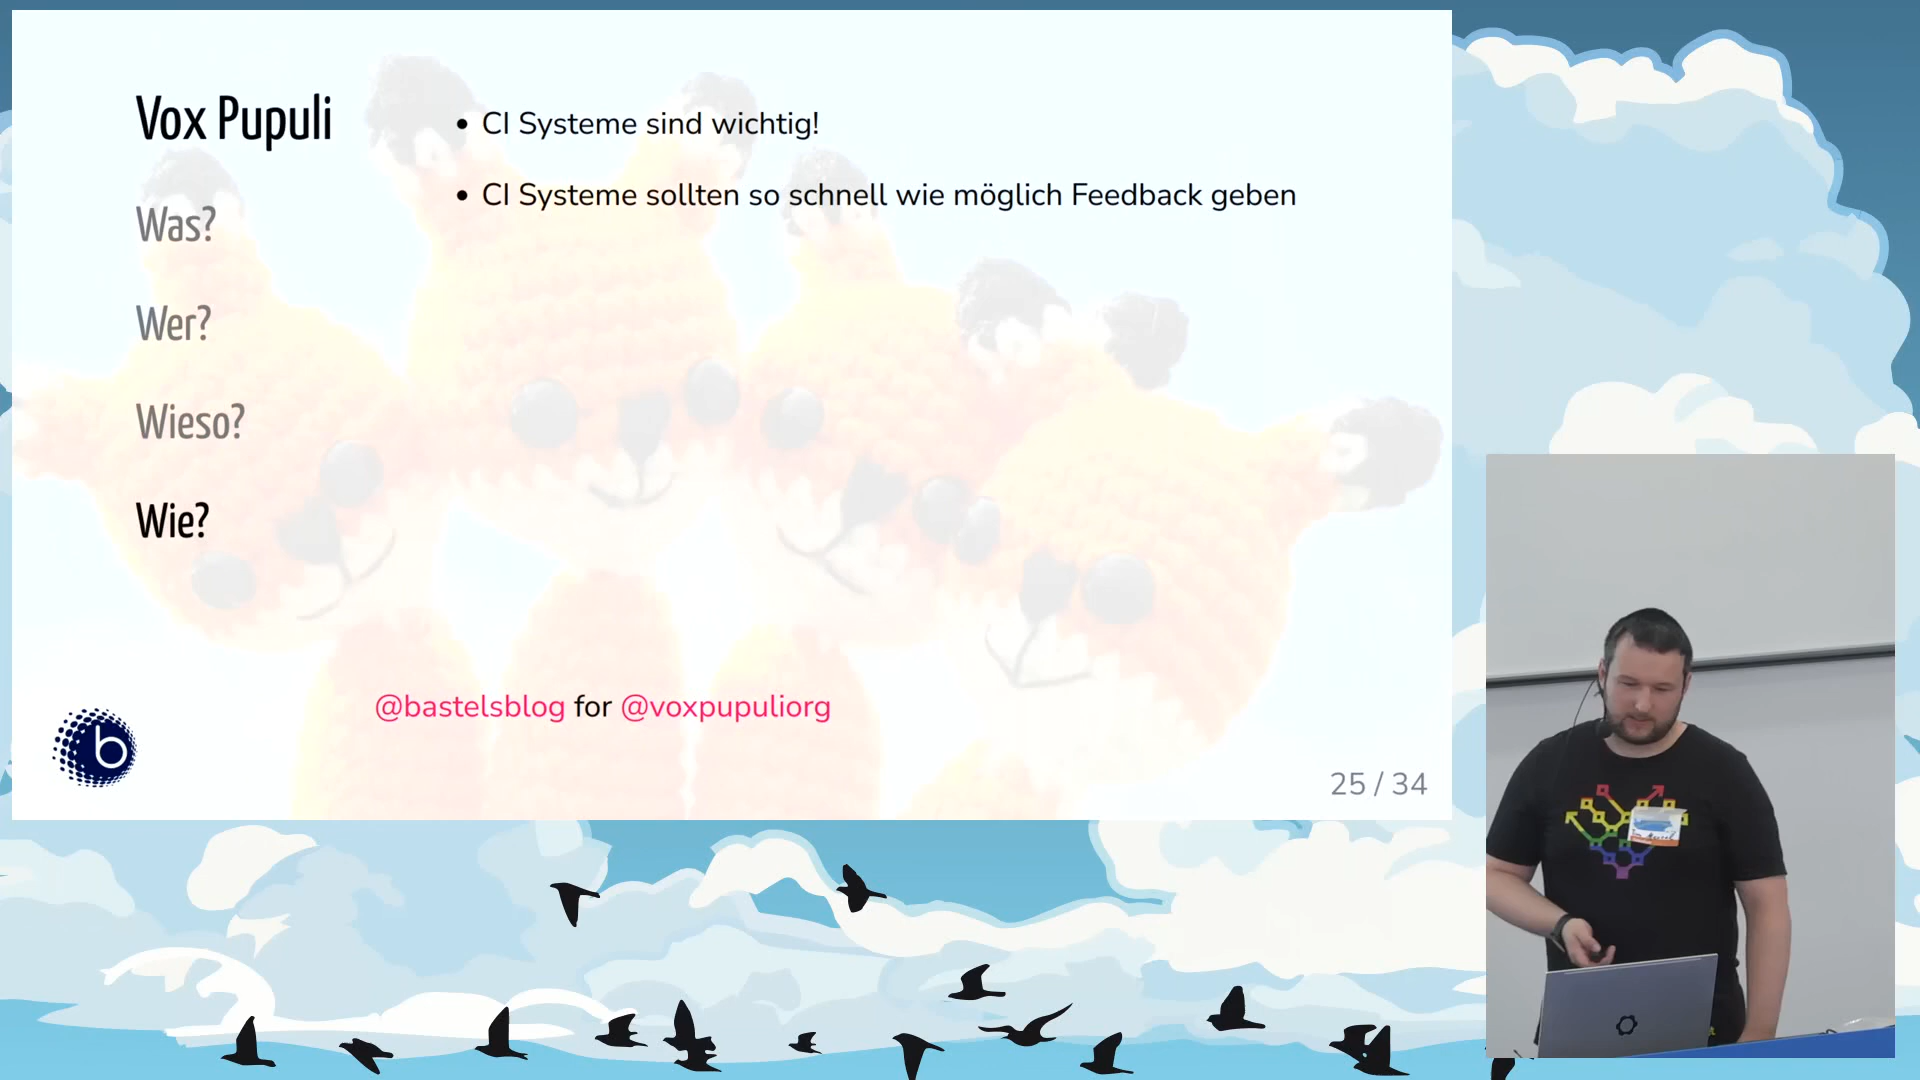 Vox Pupuli
Was?
Wer?
Wieso?
Wie?
• CI Systeme sind wichtig!
• CI Systeme sollten so schnell wie möglich Feedback geben
@bastelsblog for @voxpupuliorg
b
25 / 34